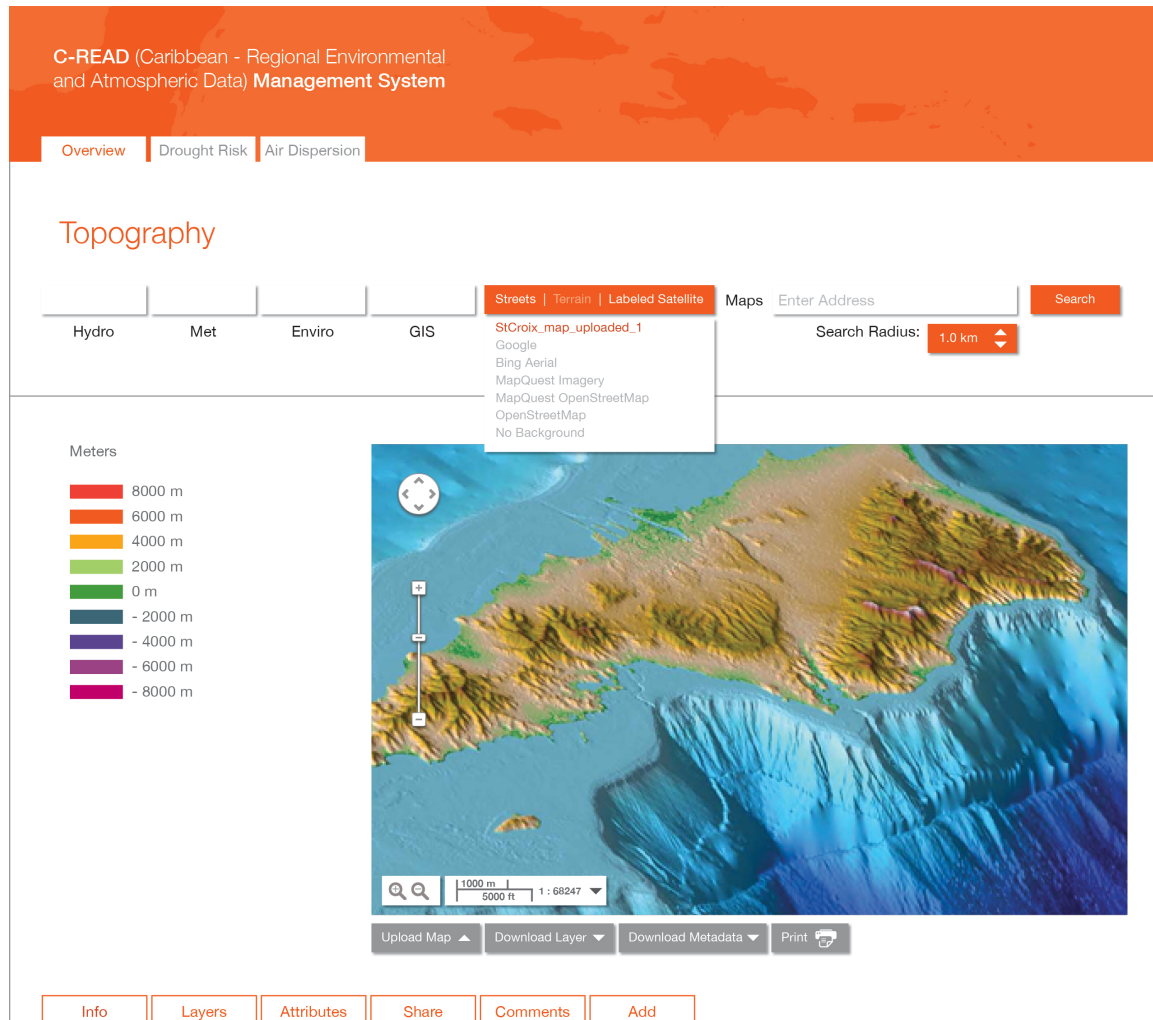 C-READ (Caribbean - Regional Environmental
and Atmospheric Data) Management System
Overview
Drought Risk
Air Dispersion
Topography
Streets | Terrain | Labeled Satellite
Maps
Enter Address
Search
Hydro
Met
Enviro
GIS
StCroix_map_uploaded_1
Google
Bing Aerial
MapQuest Imagery
MapQuest OpenStreetMap
OpenStreetMap
No Background
Search Radius:
1.0 km
Meters
8000 m
6000 m
4000 m
2000 m
0 m
- 2000 m
- 4000 m
- 6000 m
- 8000 m
1000 m
5000 ft
1 : 68247
Upload Map
Download Layer
Download Metadata
Print
Info
Layers
Attributes
Share
Comments
Add